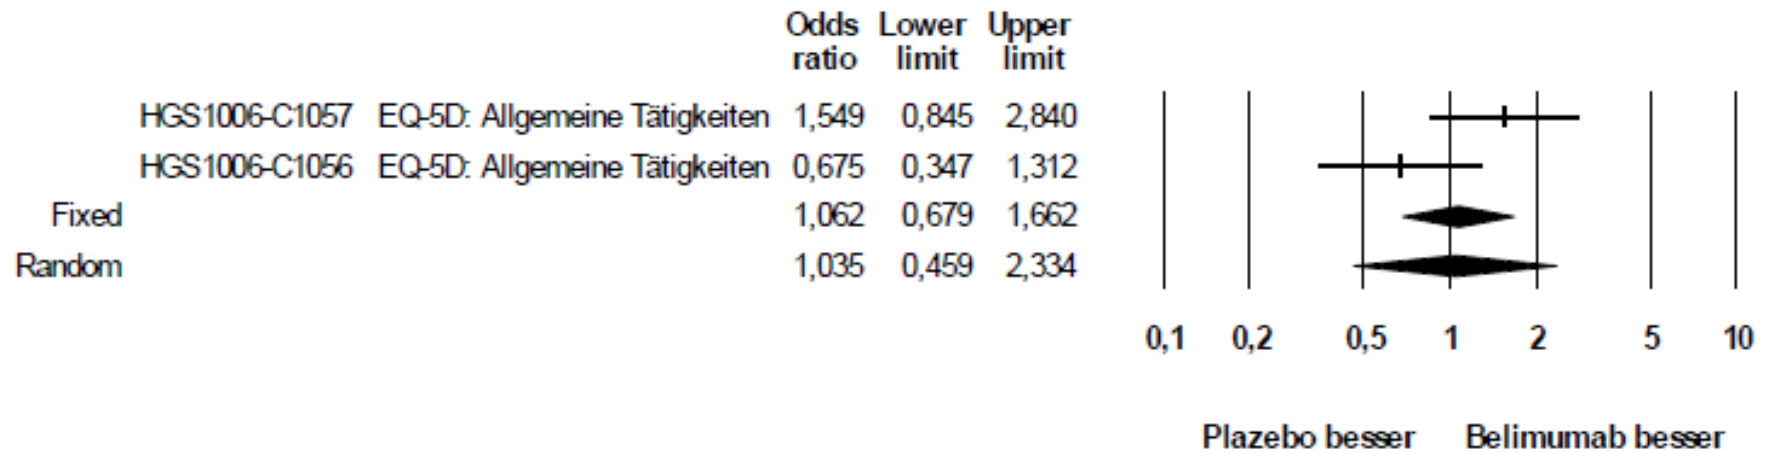 Odds Lower Upper
ratio limit limit
HGS1006-C1057 EQ-5D: Allgemeine Tätigkeiten 1,549 0,845 2,840
HGS1006-C1056 EQ-5D: Allgemeine Tätigkeiten 0,675 0,347 1,312
Fixed 1,062 0,679 1,662
Random 1,035 0,459 2,334
0,1 0,2 0,5 1 2 5 10
Plazebo besser Belimumab besser